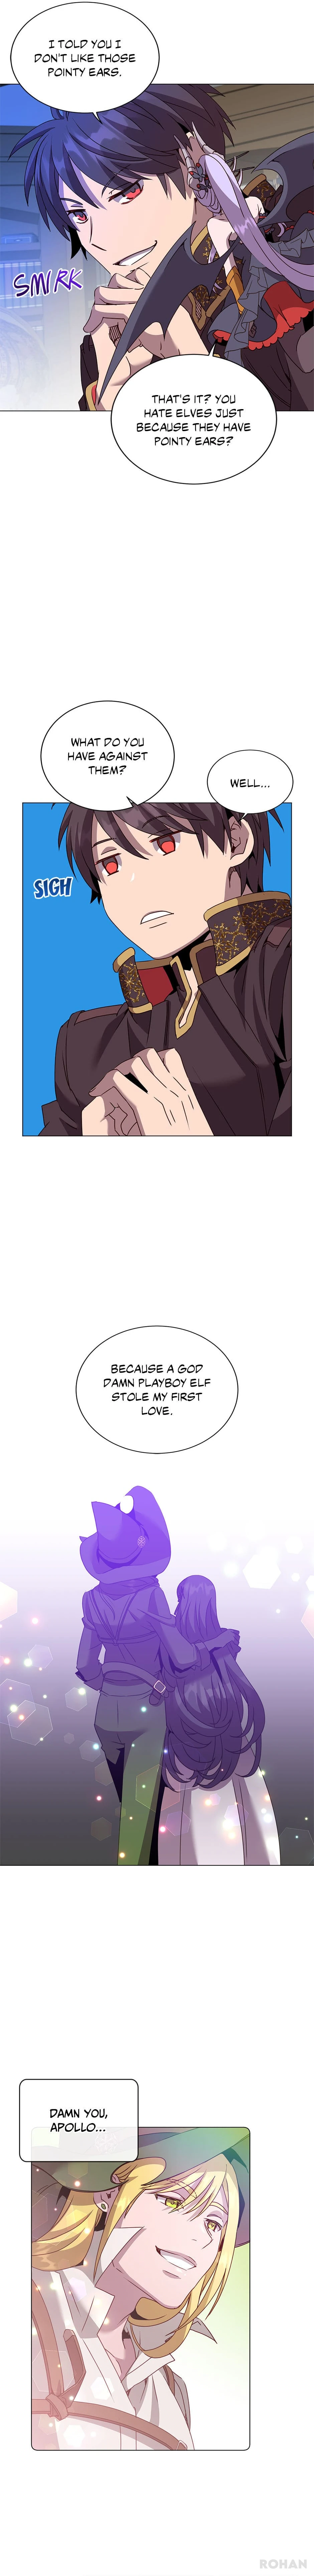 I TOLD YOU I
DON'T LIKE THOSE
POINTY EARS.
SMIRK
THAT'S IT? YOU
HATE ELVES JUST
BECAUSE THEY HAVE
POINTY EARS?
WHAT DO YOU
HAVE AGAINST
THEM?
WELL...
SIGH
BECAUSE A GOD
DAMN PLAYBOY ELF
STOLE MY FIRST
LOVE.
DAMN YOU,
APOLLO...
ROHAN